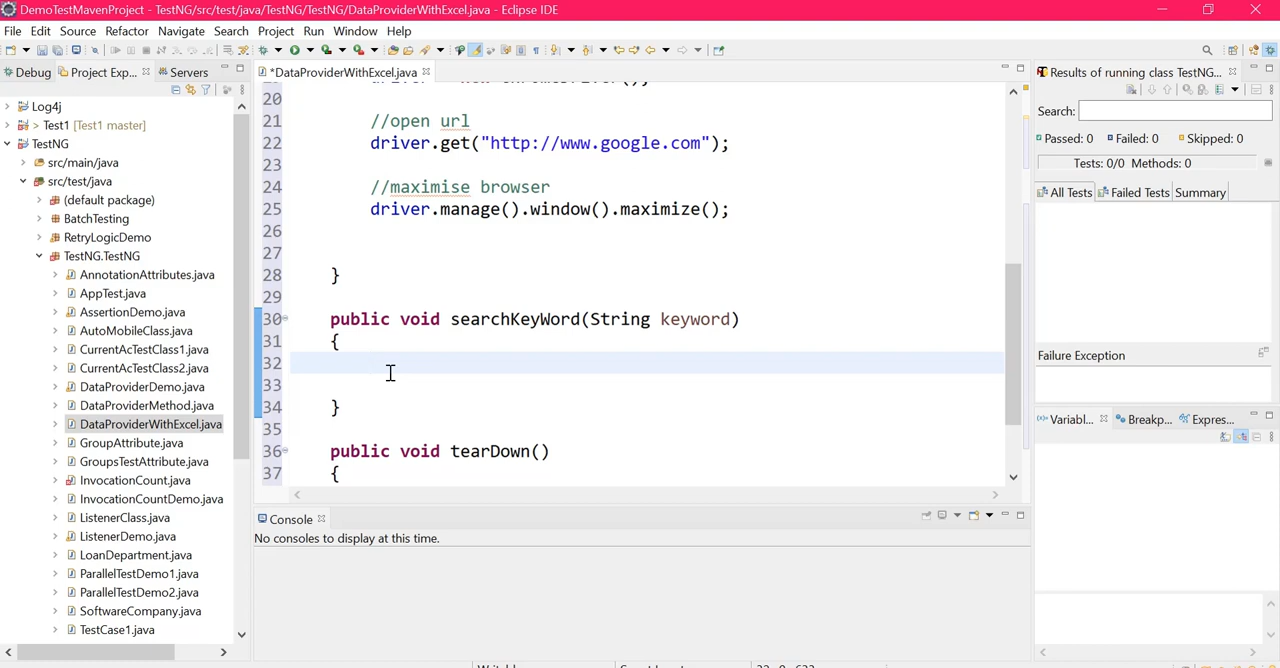 DemoTestMavenProject - TestNG/src/test/java/TestNG/TestNG/DataProviderWithExcel.java - Eclipse IDE
File Edit Source Refactor Navigate Search Project Run Window Help
Debug Project Exp... Servers
*DataProviderWithExcel.java
Log4j
> Test1 [Test1 master]
TestNG
src/main/java
src/test/java
(default package)
BatchTesting
RetryLogicDemo
TestNG.TestNG
AnnotationAttributes.java
AppTest.java
AssertionDemo.java
AutoMobileClass.java
CurrentAcTestClass1.java
CurrentAcTestClass2.java
DataProviderDemo.java
DataProviderMethod.java
DataProviderWithExcel.java
GroupAttribute.java
GroupsTestAttribute.java
InvocationCount.java
InvocationCountDemo.java
ListenerClass.java
ListenerDemo.java
LoanDepartment.java
ParallelTestDemo1.java
ParallelTestDemo2.java
SoftwareCompany.java
TestCase1.java
20
21 //open url
22 driver.get("http://www.google.com");
23
24 //maximise browser
25 driver.manage().window().maximize();
26
27
28 }
29
30 public void searchKeyWord(String keyword)
31 {
32
33
34 }
35
36 public void tearDown()
37 {
Console
No consoles to display at this time.
Results of running class TestNG...
Search:
Passed: 0 Failed: 0 Skipped: 0
Tests: 0/0 Methods: 0
All Tests Failed Tests Summary
Failure Exception
Variabl... Breakp... Expres...